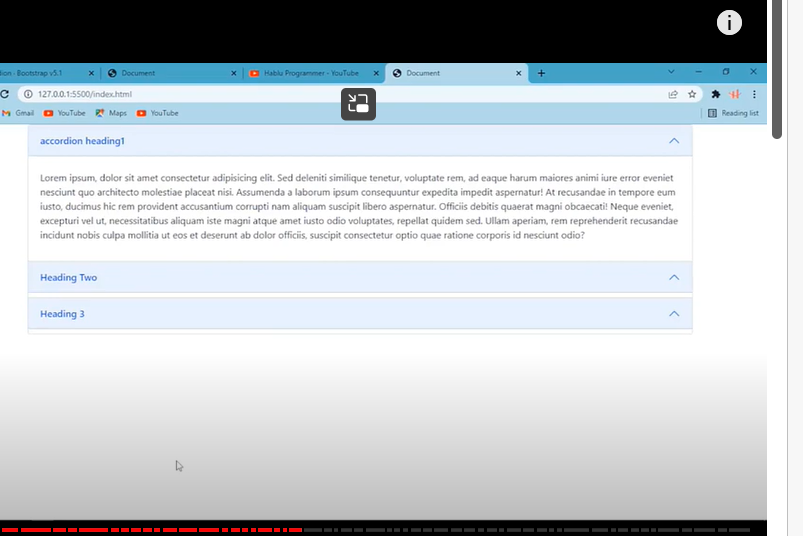 ion - Bootstrap v5.1
Document
Hablu Programmer - YouTube
Document
127.0.0.1:5500/index.html
Gmail
YouTube
Maps
YouTube
Reading list
accordion heading1
Lorem ipsum, dolor sit amet consectetur adipisicing elit. Sed deleniti similique tenetur, voluptate rem, ad eaque harum maiores animi iure error eveniet
nesciunt quo architecto molestiae placeat nisi. Assumenda a laborum ipsum consequuntur expedita impedit aspernatur! At recusandae in tempore eum
iusto, ducimus hic rem provident accusantium corrupti nam aliquam suscipit libero aspernatur. Officiis debitis quaerat magni obcaecati! Neque eveniet,
excepturi vel ut, necessitatibus aliquam iste magni atque amet iusto odio voluptates, repellat quidem sed. Ullam aperiam, rem reprehenderit recusandae
incidunt nobis culpa mollitia ut eos et deserunt ab dolor officiis, suscipit consectetur optio quae ratione corporis id nesciunt odio?
Heading Two
Heading 3